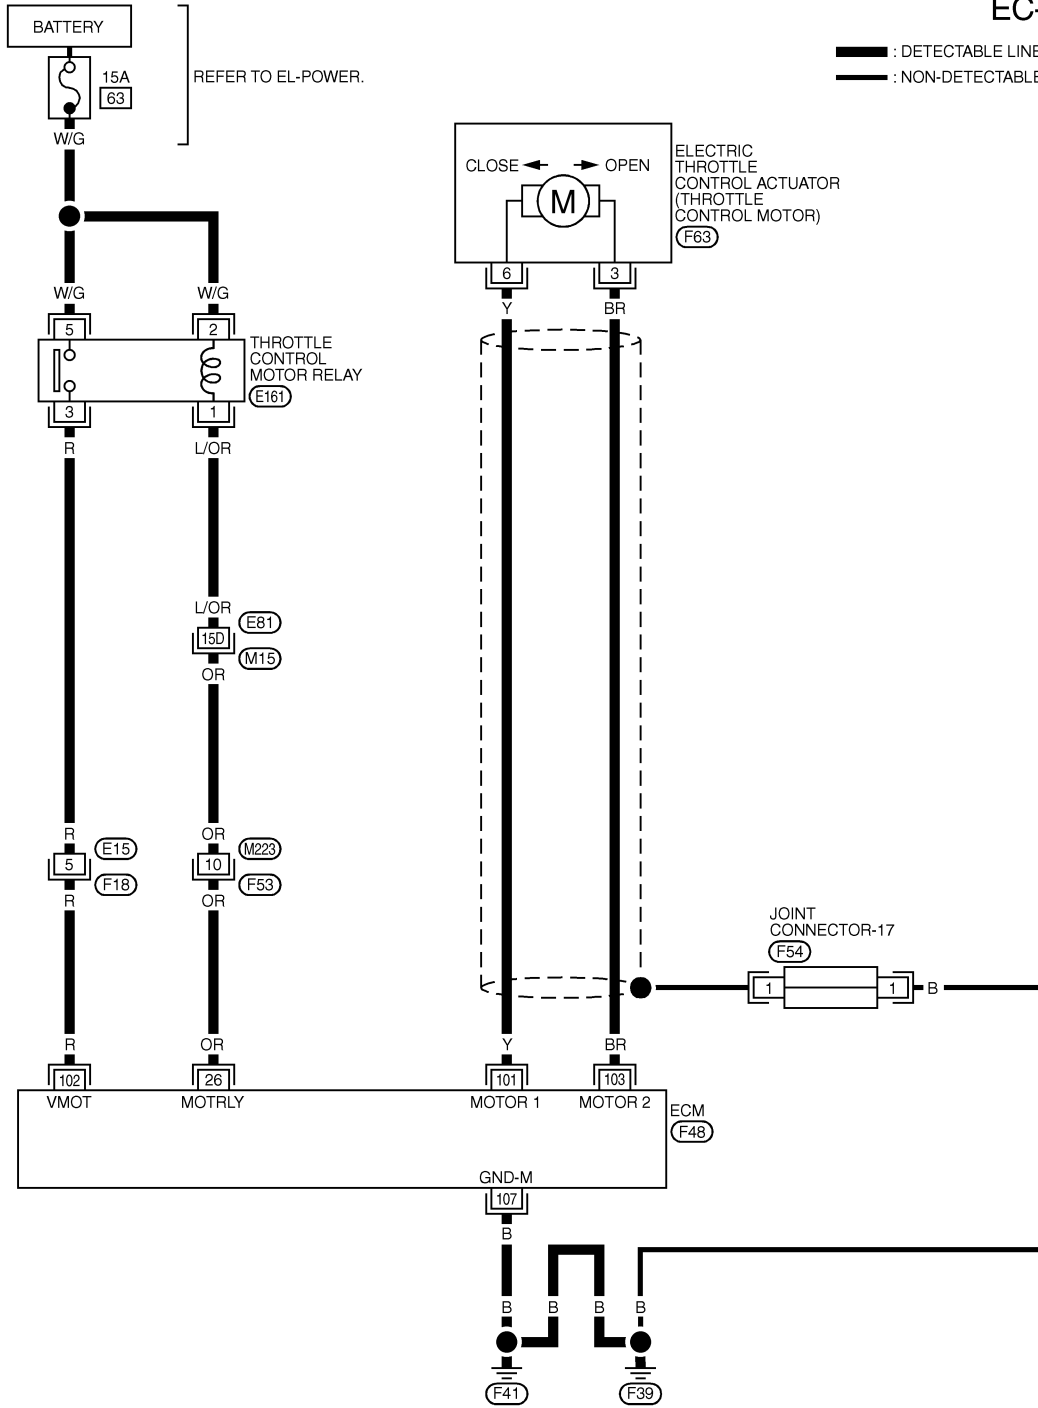 EC-
BATTERY
: DETECTABLE LINE
: NON-DETECTABLE
15A
63
REFER TO EL-POWER.
W/G
CLOSE
OPEN
M
ELECTRIC
THROTTLE
CONTROL ACTUATOR
(THROTTLE
CONTROL MOTOR)
F63
6
3
Y
BR
W/G
W/G
5
2
THROTTLE
CONTROL
MOTOR RELAY
E161
3
1
R
L/OR
L/OR
E81
15D
M15
OR
R
OR
E15
M223
5
10
F18
F53
R
OR
JOINT
CONNECTOR-17
F54
1
1
B
R
OR
Y
BR
102
26
101
103
VMOT
MOTRLY
MOTOR 1
MOTOR 2
ECM
F48
GND-M
107
B
B
B
B
B
F41
F39